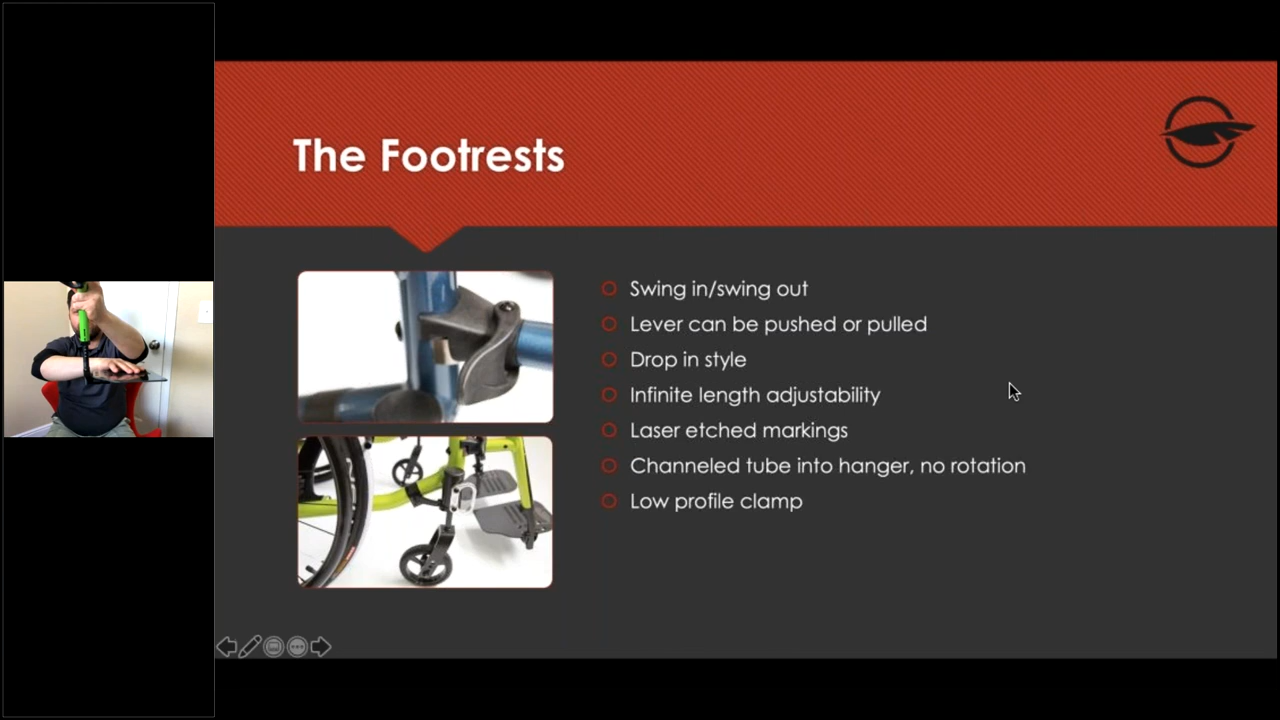 The Footrests
Swing in/swing out
Lever can be pushed or pulled
Drop in style
Infinite length adjustability
Laser etched markings
Channeled tube into hanger, no rotation
Low profile clamp